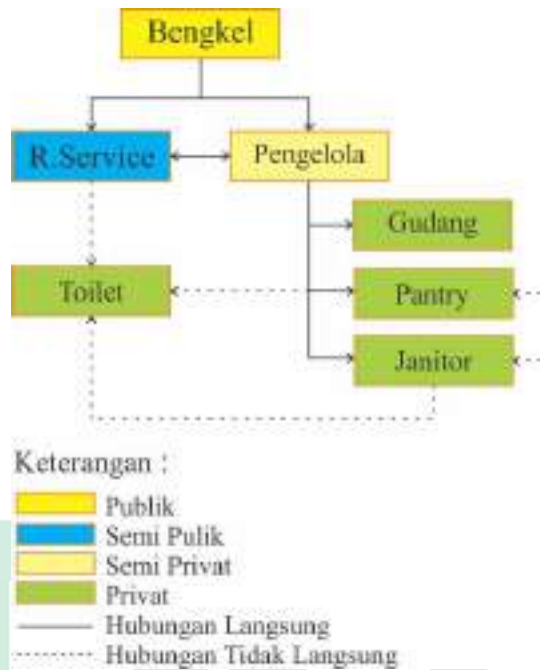 Bengkel
R.Service
Pengelola
Gudang
Toilet
Pantry
Janitor
Keterangan :
Publik
Semi Pulik
Semi Privat
Privat
Hubungan Langsung
Hubungan Tidak Langsung